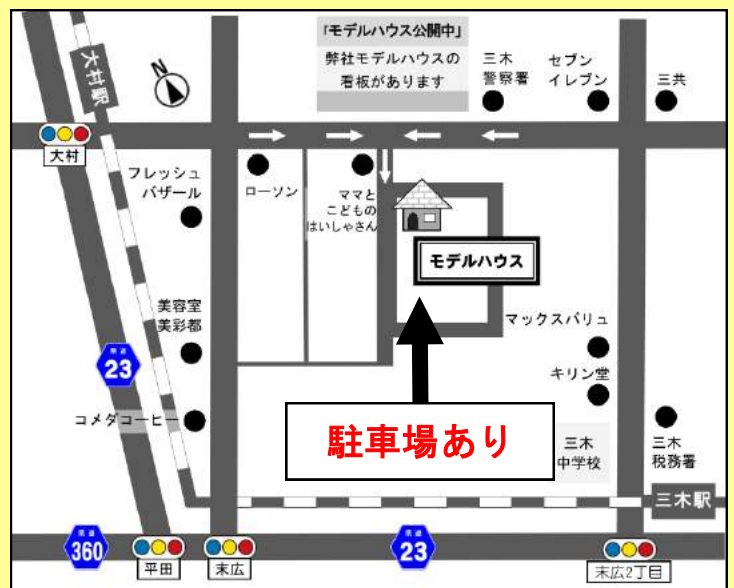 「モデルハウス公開中」
弊社モデルハウスの
看板があります
三木
警察署
セブン
イレブン
三共
大村駅
N
大村
フレッシュ
バザール
ローソン
ママと
こどもの
はいしゃさん
モデルハウス
美容室
美彩都
マックスバリュ
県道
23
キリン堂
コメダコーヒー
駐車場あり
三木
中学校
三木
税務署
三木駅
県道
360
平田
末広
県道
23
末広2丁目